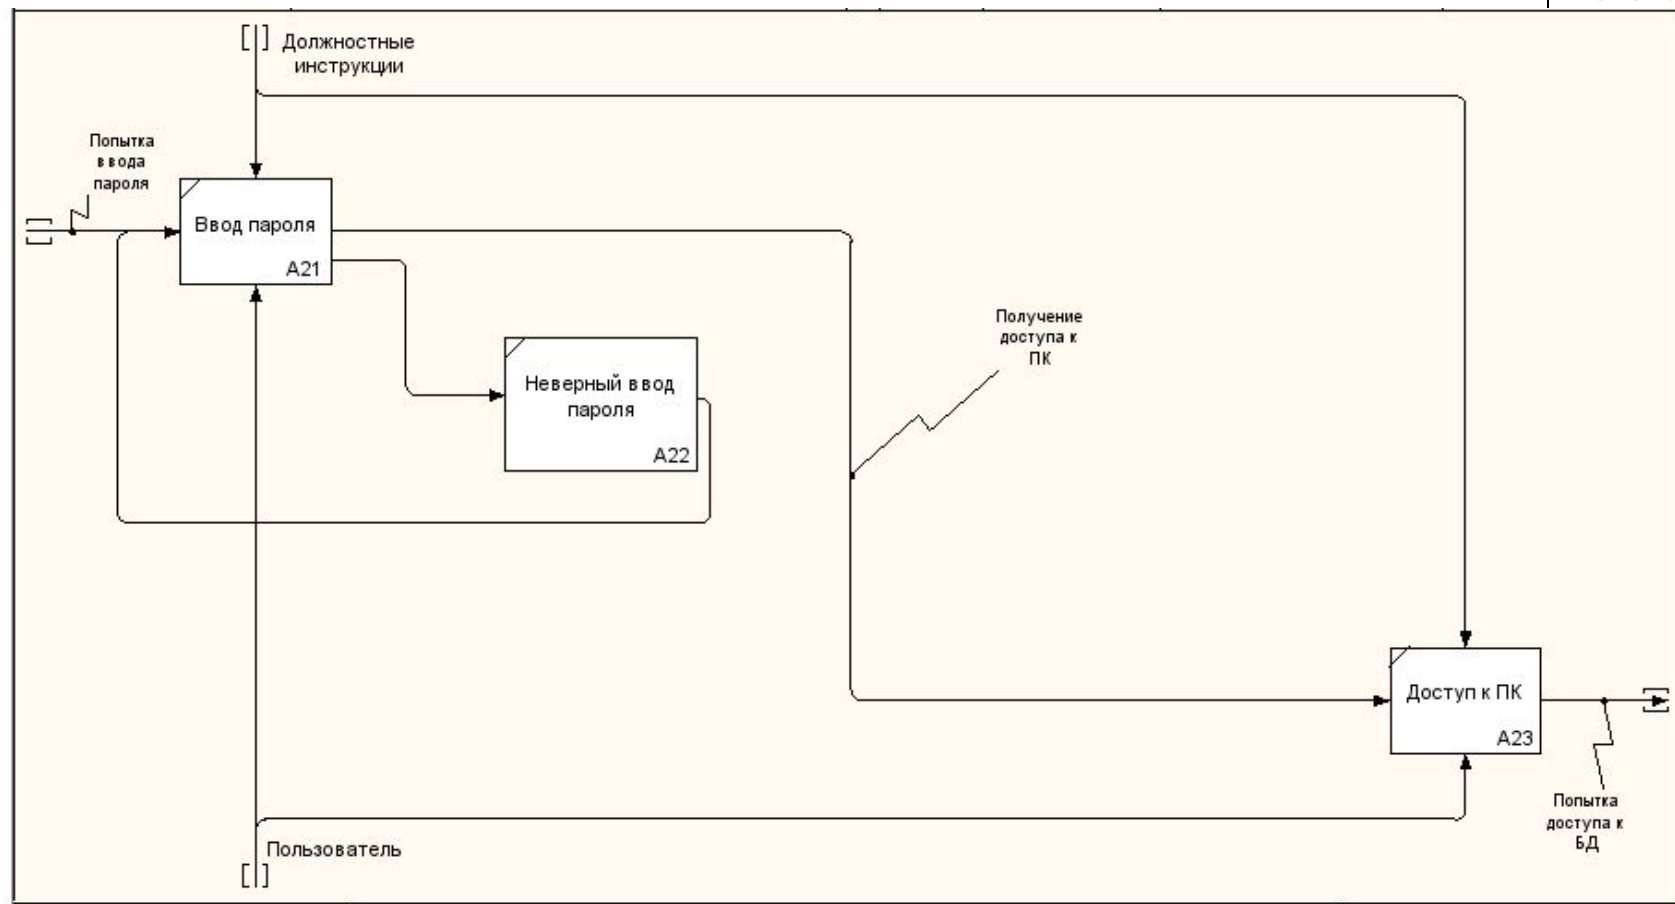 Должностные
инструкции
Попытка
ввода
пароля
Ввод пароля
A21
Неверный ввод
пароля
A22
Получение
доступа к
ПК
Доступ к ПК
A23
Попытка
доступа к
БД
Пользователь